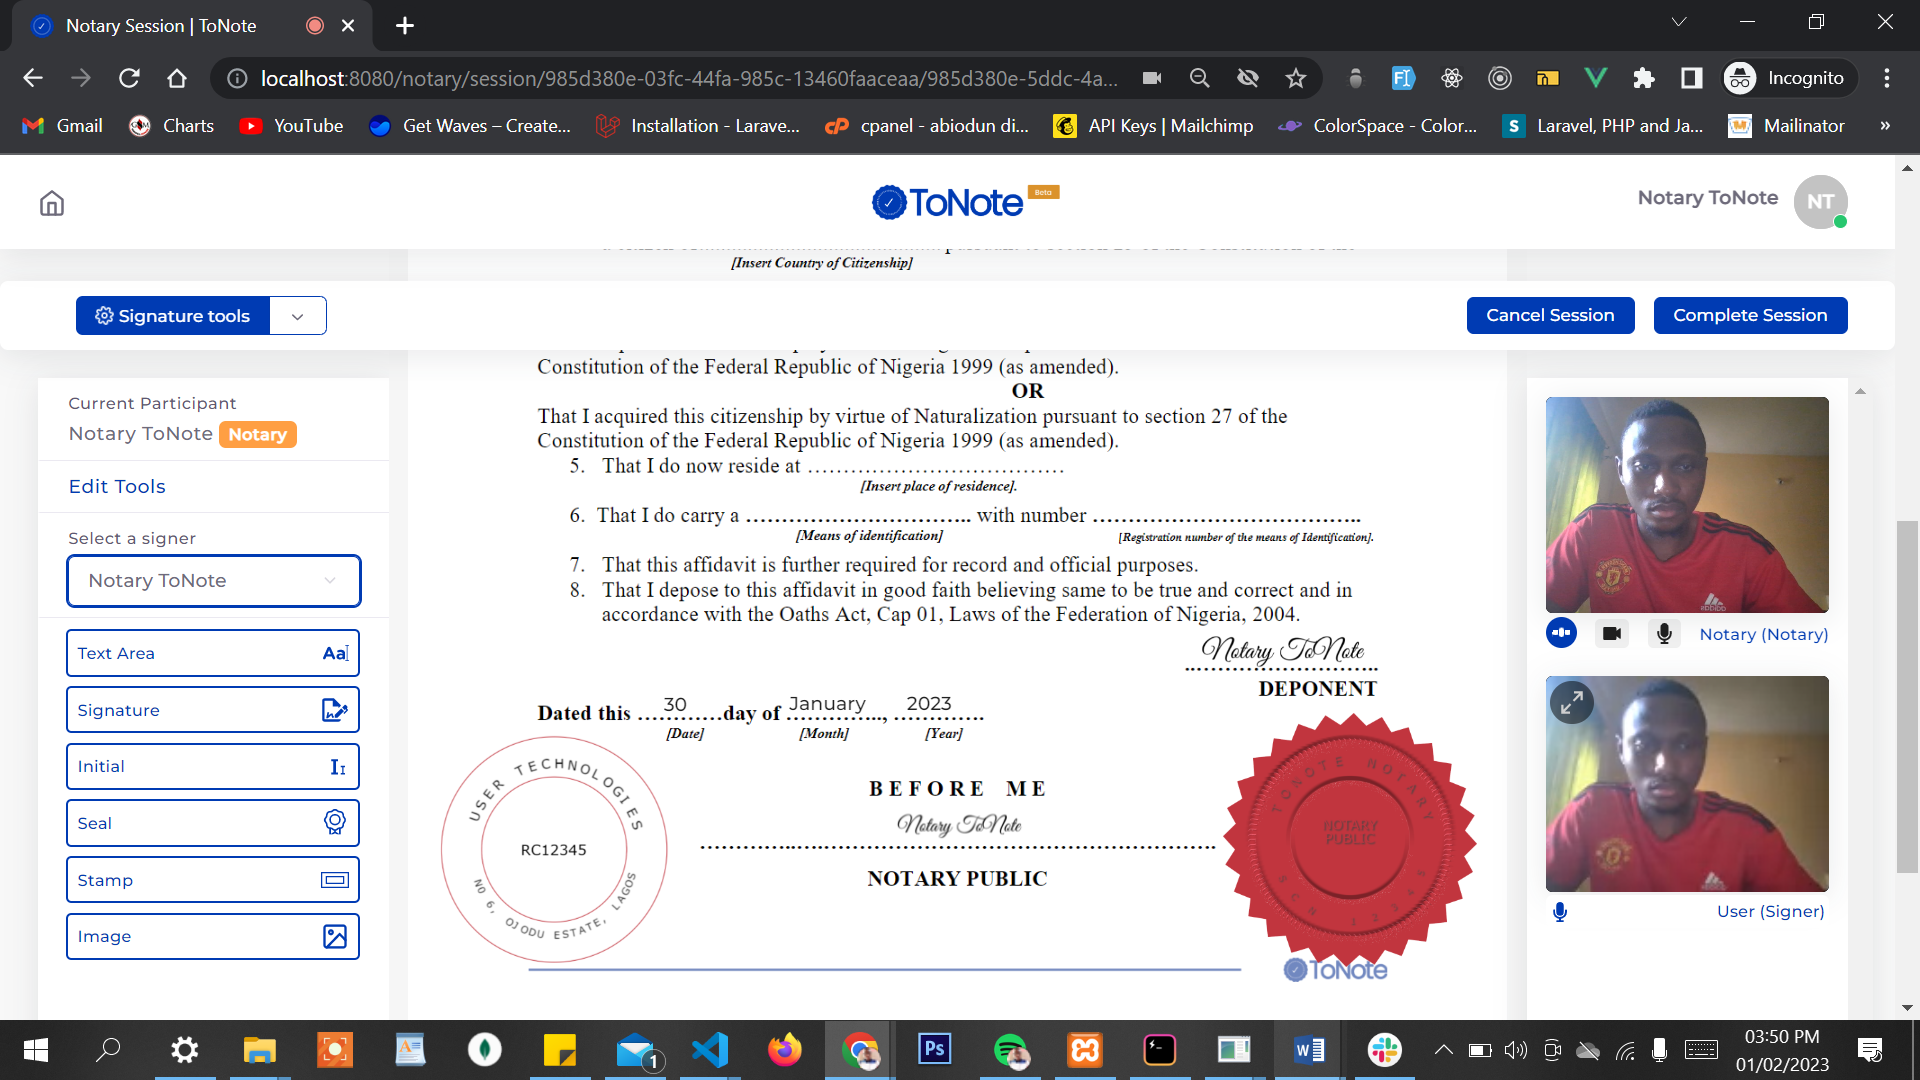 Notary Session | ToNote
localhost:8080/notary/session/985d380e-03fc-44fa-985c-13460faaceaa/985d380e-5ddc-4a...
Incognito
Gmail
Charts
YouTube
Get Waves – Create...
Installation - Larave...
cpanel - abiodun di...
API Keys | Mailchimp
ColorSpace - Color...
Laravel, PHP and Ja...
Mailinator
»
ToNote
Beta
Notary ToNote
NT
[Insert Country of Citizenship]
Signature tools
Cancel Session
Complete Session
Current Participant
Notary ToNote Notary
Edit Tools
Select a signer
Notary ToNote
Text Area
Signature
Initial
Seal
Stamp
Image
Constitution of the Federal Republic of Nigeria 1999 (as amended).
OR
That I acquired this citizenship by virtue of Naturalization pursuant to section 27 of the
Constitution of the Federal Republic of Nigeria 1999 (as amended).
5. That I do now reside at ………………………………
[Insert place of residence].
6. That I do carry a ………………………….. with number ………………………………..
[Means of identification] [Registration number of the means of Identification].
7. That this affidavit is further required for record and official purposes.
8. That I depose to this affidavit in good faith believing same to be true and correct and in
accordance with the Oaths Act, Cap 01, Laws of the Federation of Nigeria, 2004.
Notary ToNote
DEPONENT
Dated this 30 day of January, 2023
[Date] [Month] [Year]
USER TECHNOLOGIES
RC12345
NO 6, OJODU ESTATE, LAGOS
BEFORE ME
Notary ToNote
NOTARY PUBLIC
TONOTE NOTARY
NOTARY
PUBLIC
SCN 12345
ToNote
adidas
Notary (Notary)
User (Signer)
Ps
1
03:50 PM
01/02/2023